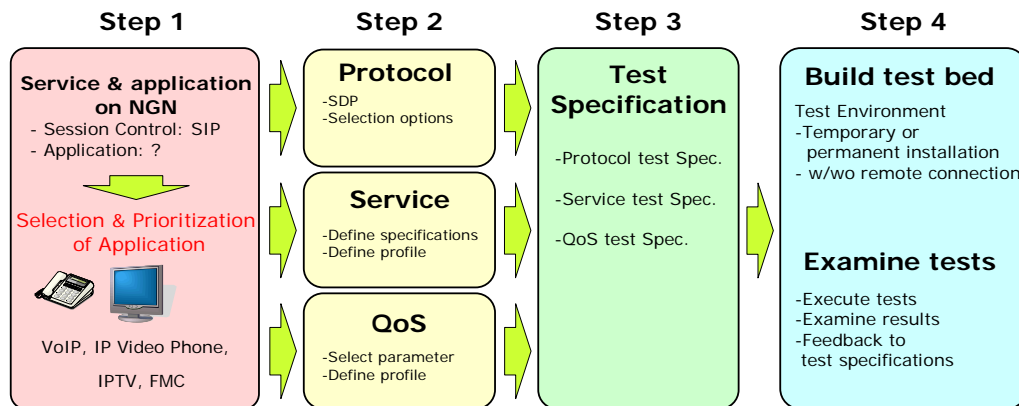 Step 1
Service & application
on NGN
- Session Control: SIP
- Application: ?
Selection & Prioritization
of Application
VoIP, IP Video Phone,
IPTV, FMC
Step 2
Protocol
-SDP
-Selection options
Service
-Define specifications
-Define profile
QoS
-Select parameter
-Define profile
Step 3
Test
Specification
-Protocol test Spec.
-Service test Spec.
-QoS test Spec.
Step 4
Build test bed
Test Environment
-Temporary or
permanent installation
- w/wo remote connection
Examine tests
-Execute tests
-Examine results
-Feedback to
test specifications